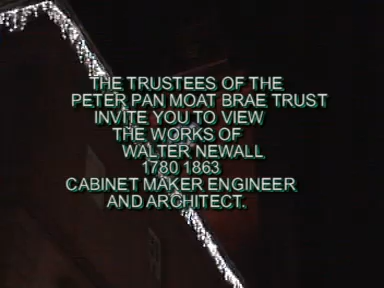 THE TRUSTEES OF THE
PETER PAN MOAT BRAE TRUST
INVITE YOU TO VIEW
THE WORKS OF
WALTER NEWALL
1780 1863
CABINET MAKER ENGINEER
AND ARCHITECT.